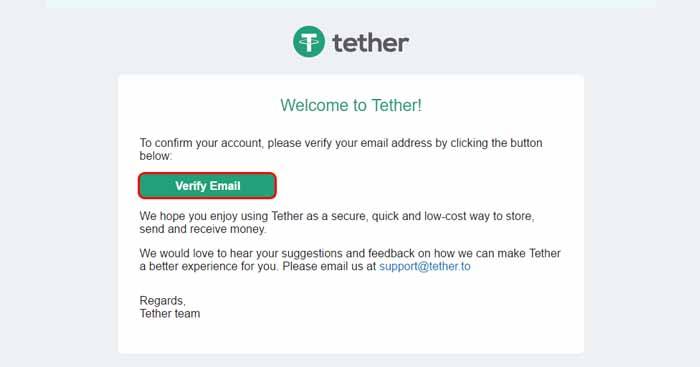 tether
Welcome to Tether!
To confirm your account, please verify your email address by clicking the button
below:
Verify Email
We hope you enjoy using Tether as a secure, quick and low-cost way to store,
send and receive money.
We would love to hear your suggestions and feedback on how we can make Tether
a better experience for you. Please email us at support@tether.to
Regards,
Tether team